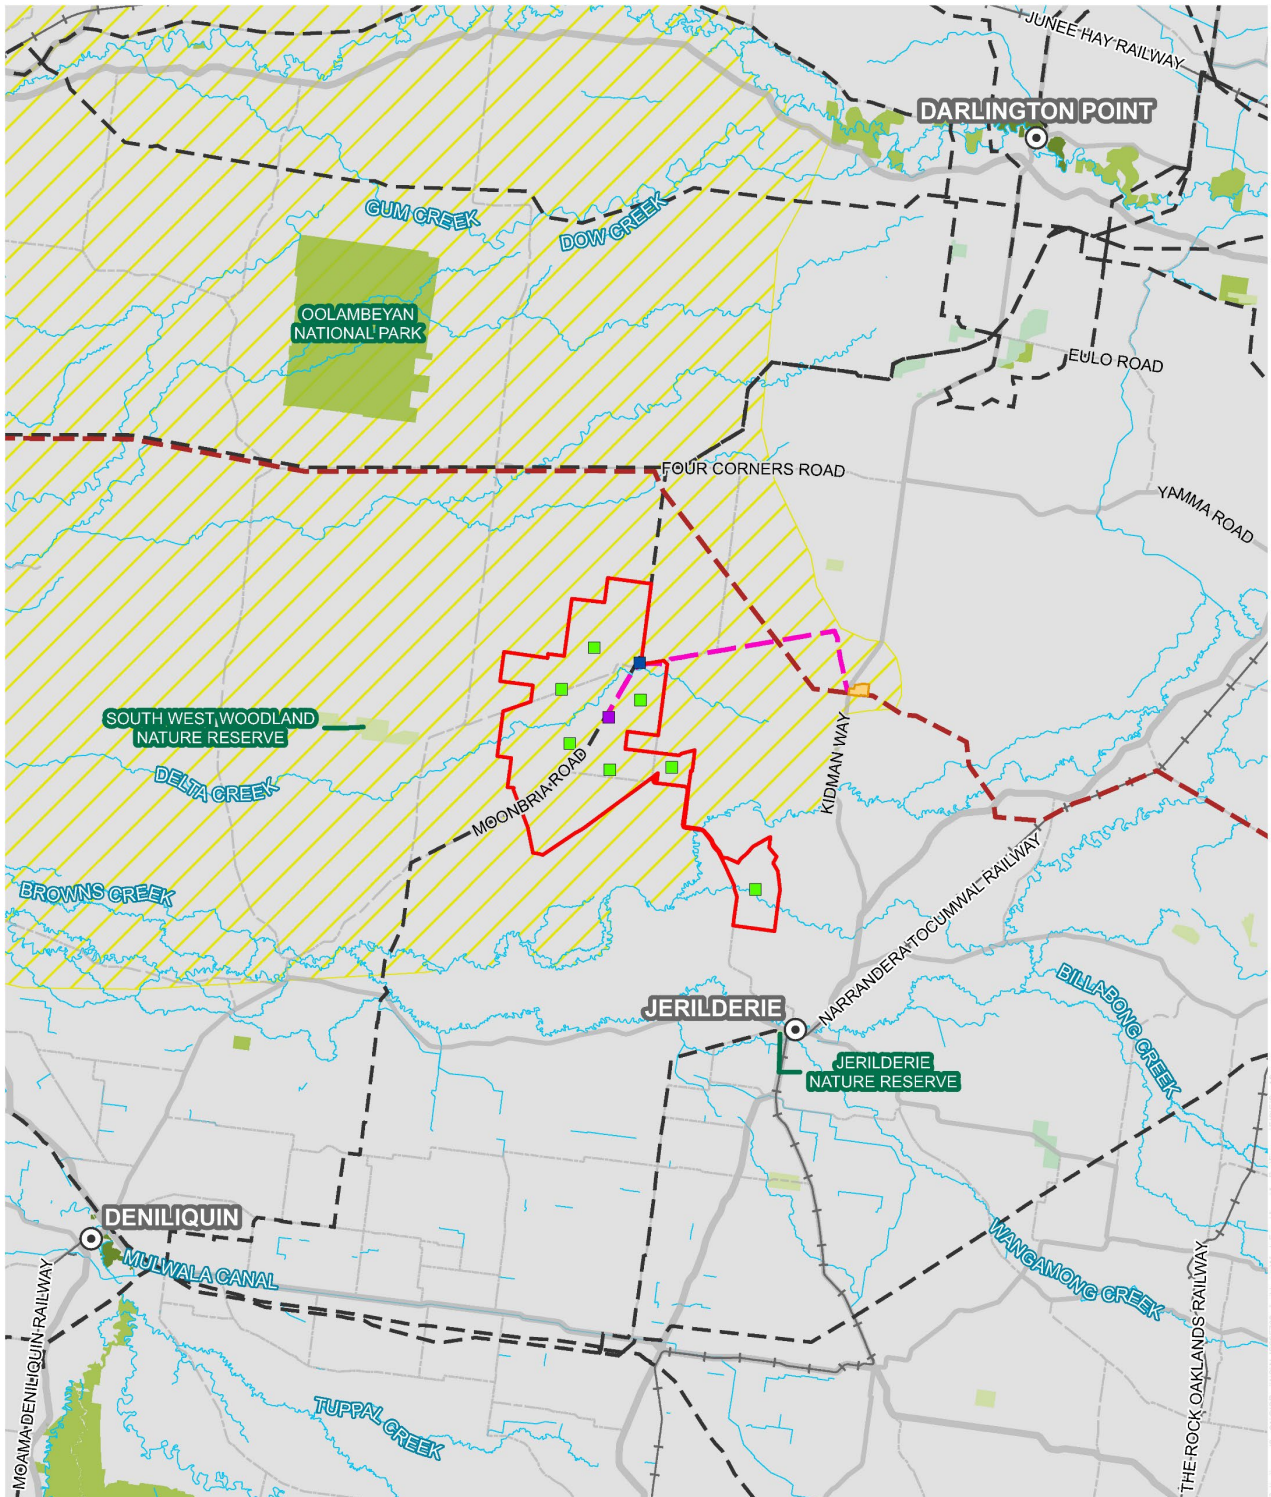 JUNEE HAY RAILWAY
DARLINGTON POINT
GUM CREEK
DOW CREEK
OOLAMBEYAN
NATIONAL PARK
EULO ROAD
FOUR CORNERS ROAD
YAMMA ROAD
SOUTH WEST WOODLAND
NATURE RESERVE
KIDMAN WAY
DELTA CREEK
MOONBRIA ROAD
BROWNS CREEK
NARRANDERA TOCUMWAL RAILWAY
JERILDERIE
BILLABONG CREEK
JERILDERIE
NATURE RESERVE
DENILIQUIN
MULWALA CANAL
WANGAMONG CREEK
MOAMA DENILIQUIN RAILWAY
THE ROCK OAKLANDS RAILWAY
TUPPAL CREEK